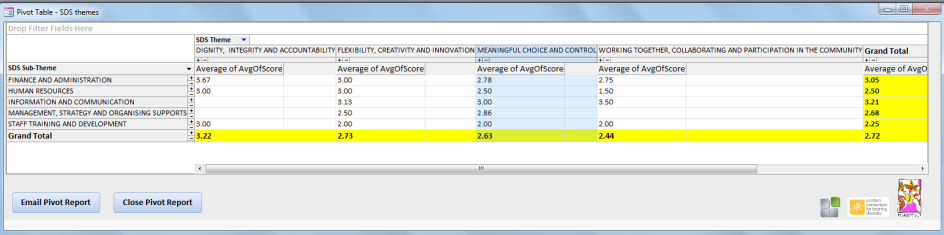 Pivot Table - SDS themes
Drop Filter Fields Here
SDS Theme
DIGNITY, INTEGRITY AND ACCOUNTABILITY FLEXIBILITY, CREATIVITY AND INNOVATION MEANINGFUL CHOICE AND CONTROL WORKING TOGETHER, COLLABORATING AND PARTICIPATION IN THE COMMUNITY Grand Total
+ - + - + - + - + -
SDS Sub-Theme Average of AvgOfScore Average of AvgOfScore Average of AvgOfScore Average of AvgOfScore Average of AvgO
FINANCE AND ADMINISTRATION 3.67 3.00 2.78 2.75 3.05
HUMAN RESOURCES 3.00 3.00 2.50 1.50 2.50
INFORMATION AND COMMUNICATION 3.13 3.00 3.50 3.21
MANAGEMENT, STRATEGY AND ORGANISING SUPPORTS 2.50 2.86 2.68
STAFF TRAINING AND DEVELOPMENT 3.00 2.00 2.00 2.00 2.25
Grand Total 3.22 2.73 2.63 2.44 2.72
Email Pivot Report Close Pivot Report
scottish
consortium
for learning
disability